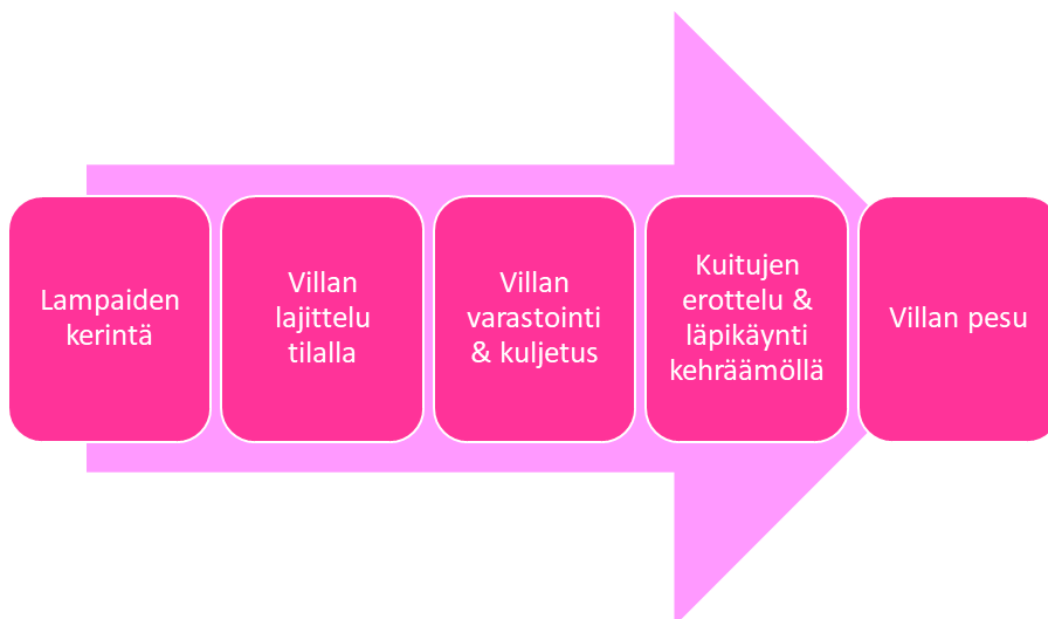 Lampaiden
kerintä
Villan
lajittelu
tilalla
Villan
varastointi
& kuljetus
Kuitujen
erottelu &
läpikäynti
kehräämöllä
Villan pesu